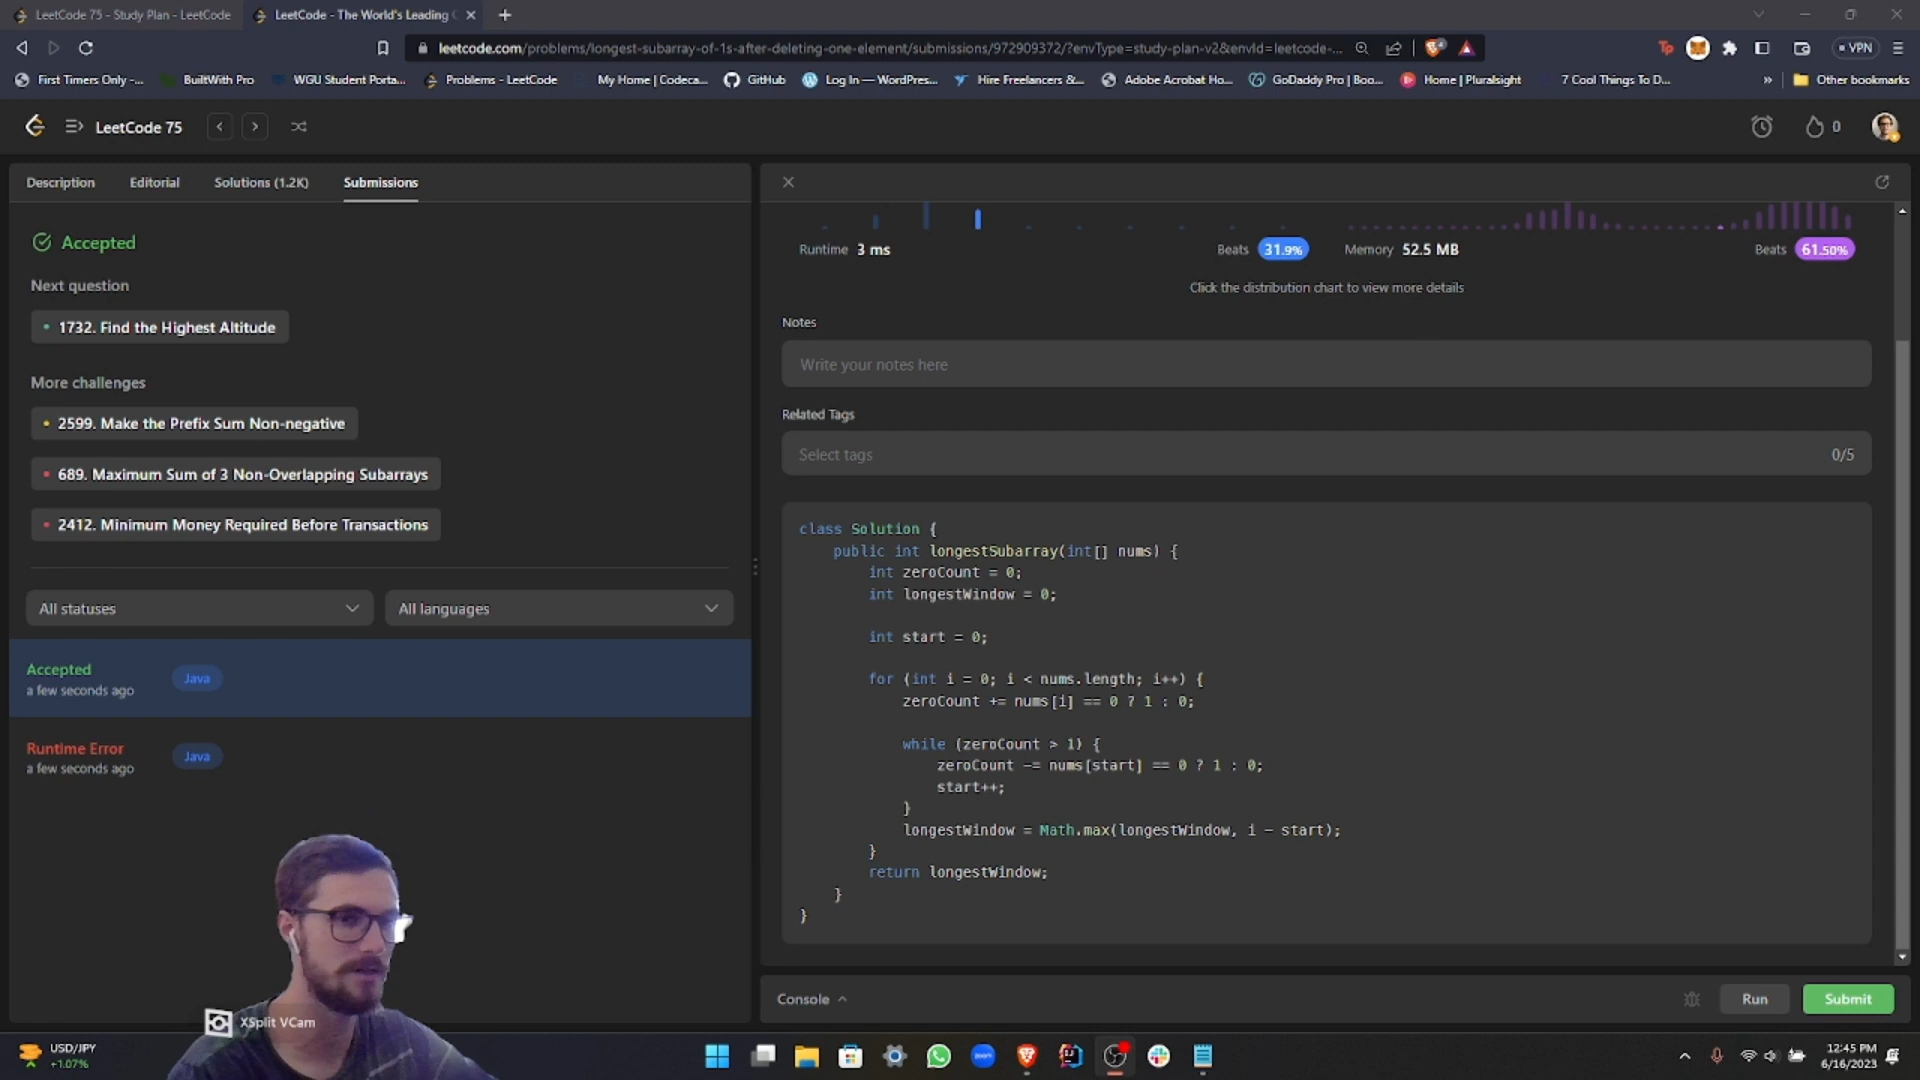 LeetCode 75 - Study Plan - LeetCode
LeetCode - The World's Leading
leetcode.com/problems/longest-subarray-of-1s-after-deleting-one-element/submissions/972909372/?envType=study-plan-v2&envId=leetcode-...
VPN
First Timers Only -...
BuiltWith Pro
WGU Student Porta...
Problems - LeetCode
My Home | Codeca...
GitHub
Log In — WordPres...
Hire Freelancers &...
Adobe Acrobat Ho...
GoDaddy Pro | Boo...
Home | Pluralsight
7 Cool Things To D...
»
Other bookmarks
LeetCode 75
0
Description
Editorial
Solutions (1.2K)
Submissions
Accepted
Next question
1732. Find the Highest Altitude
More challenges
2599. Make the Prefix Sum Non-negative
689. Maximum Sum of 3 Non-Overlapping Subarrays
2412. Minimum Money Required Before Transactions
All statuses
All languages
Accepted
a few seconds ago
Java
Runtime Error
a few seconds ago
Java
Runtime 3 ms
Beats 31.9%
Memory 52.5 MB
Beats 61.50%
Click the distribution chart to view more details
Notes
Write your notes here
Related Tags
Select tags
0/5
class Solution {
public int longestSubarray(int[] nums) {
int zeroCount = 0;
int longestWindow = 0;
int start = 0;
for (int i = 0; i < nums.length; i++) {
zeroCount += nums[i] == 0 ? 1 : 0;
while (zeroCount > 1) {
zeroCount -= nums[start] == 0 ? 1 : 0;
start++;
}
longestWindow = Math.max(longestWindow, i - start);
}
return longestWindow;
}
}
Console
Run
Submit
XSplit VCam
USD/JPY
+1.07%
zoom
12:45 PM
6/16/2023